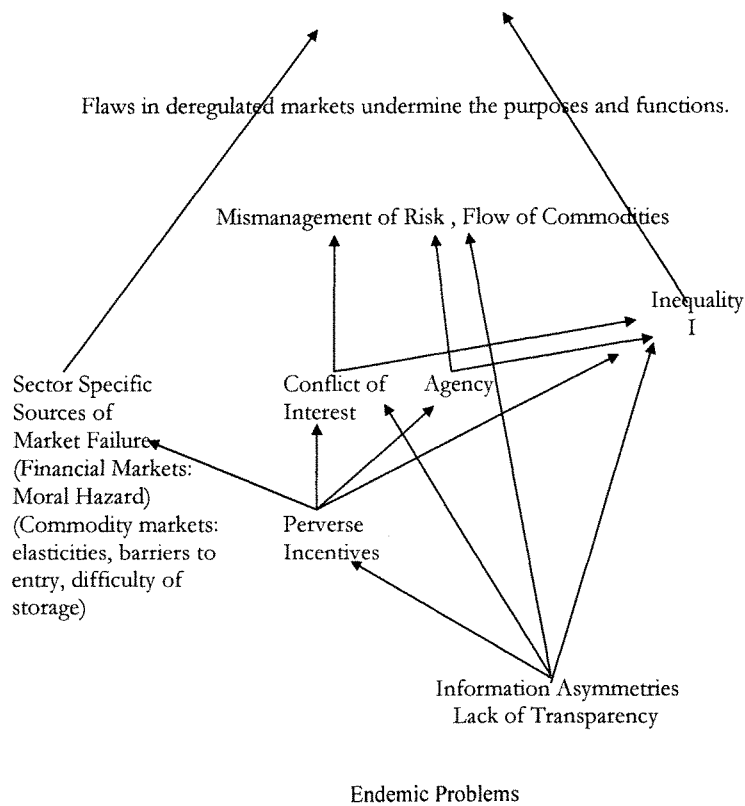 Flaws in deregulated markets undermine the purposes and functions.
Mismanagement of Risk , Flow of Commodities
Inequality
I
Sector Specific
Sources of
Market Failure
(Financial Markets:
Moral Hazard)
(Commodity markets:
elasticities, barriers to
entry, difficulty of
storage)
Conflict of
Interest
Agency
Perverse
Incentives
Information Asymmetries
Lack of Transparency
Endemic Problems